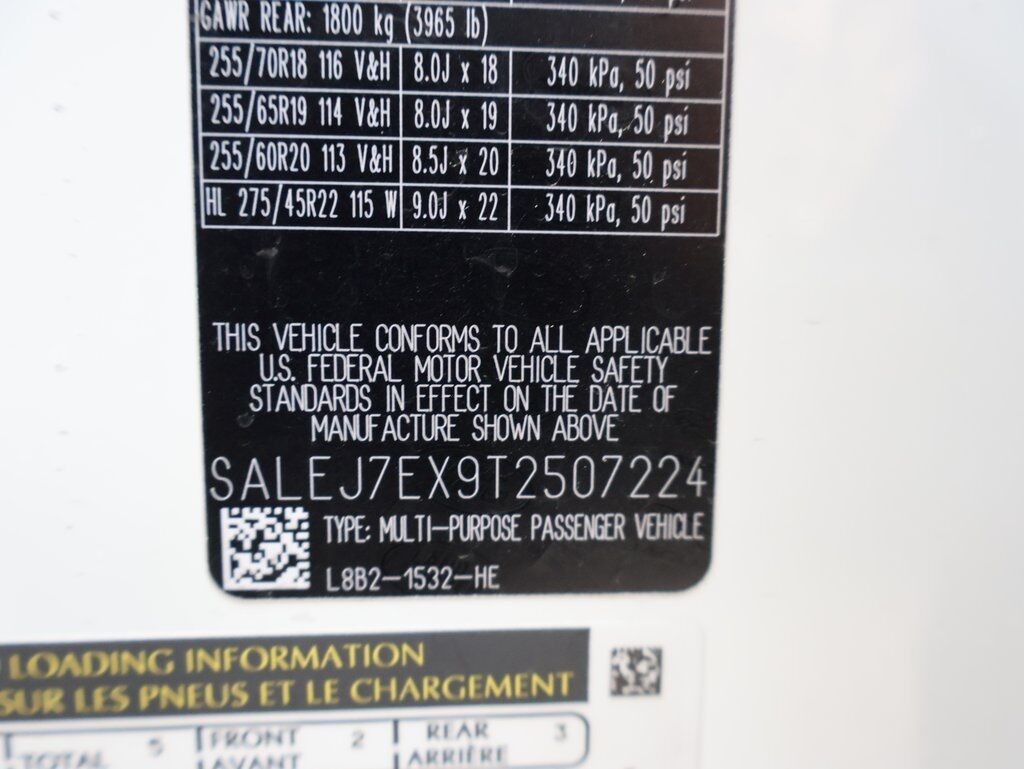 GAWR REAR: 1800 kg (3965 lb)
255/70R18 116 V&H 8.0J x 18 340 kPa, 50 psi
255/65R19 114 V&H 8.0J x 19 340 kPa, 50 psi
255/60R20 113 V&H 8.5J x 20 340 kPa, 50 psi
HL 275/45R22 115 W 9.0J x 22 340 kPa, 50 psi
THIS VEHICLE CONFORMS TO ALL APPLICABLE
U.S. FEDERAL MOTOR VEHICLE SAFETY
STANDARDS IN EFFECT ON THE DATE OF
MANUFACTURE SHOWN ABOVE
SALEJ7EX9T2507224
TYPE: MULTI-PURPOSE PASSENGER VEHICLE
L8B2-1532-HE
LOADING INFORMATION
SUR LES PNEUS ET LE CHARGEMENT
TOTAL 5 FRONT 2 REAR 3
AVANT ARRIÈRE